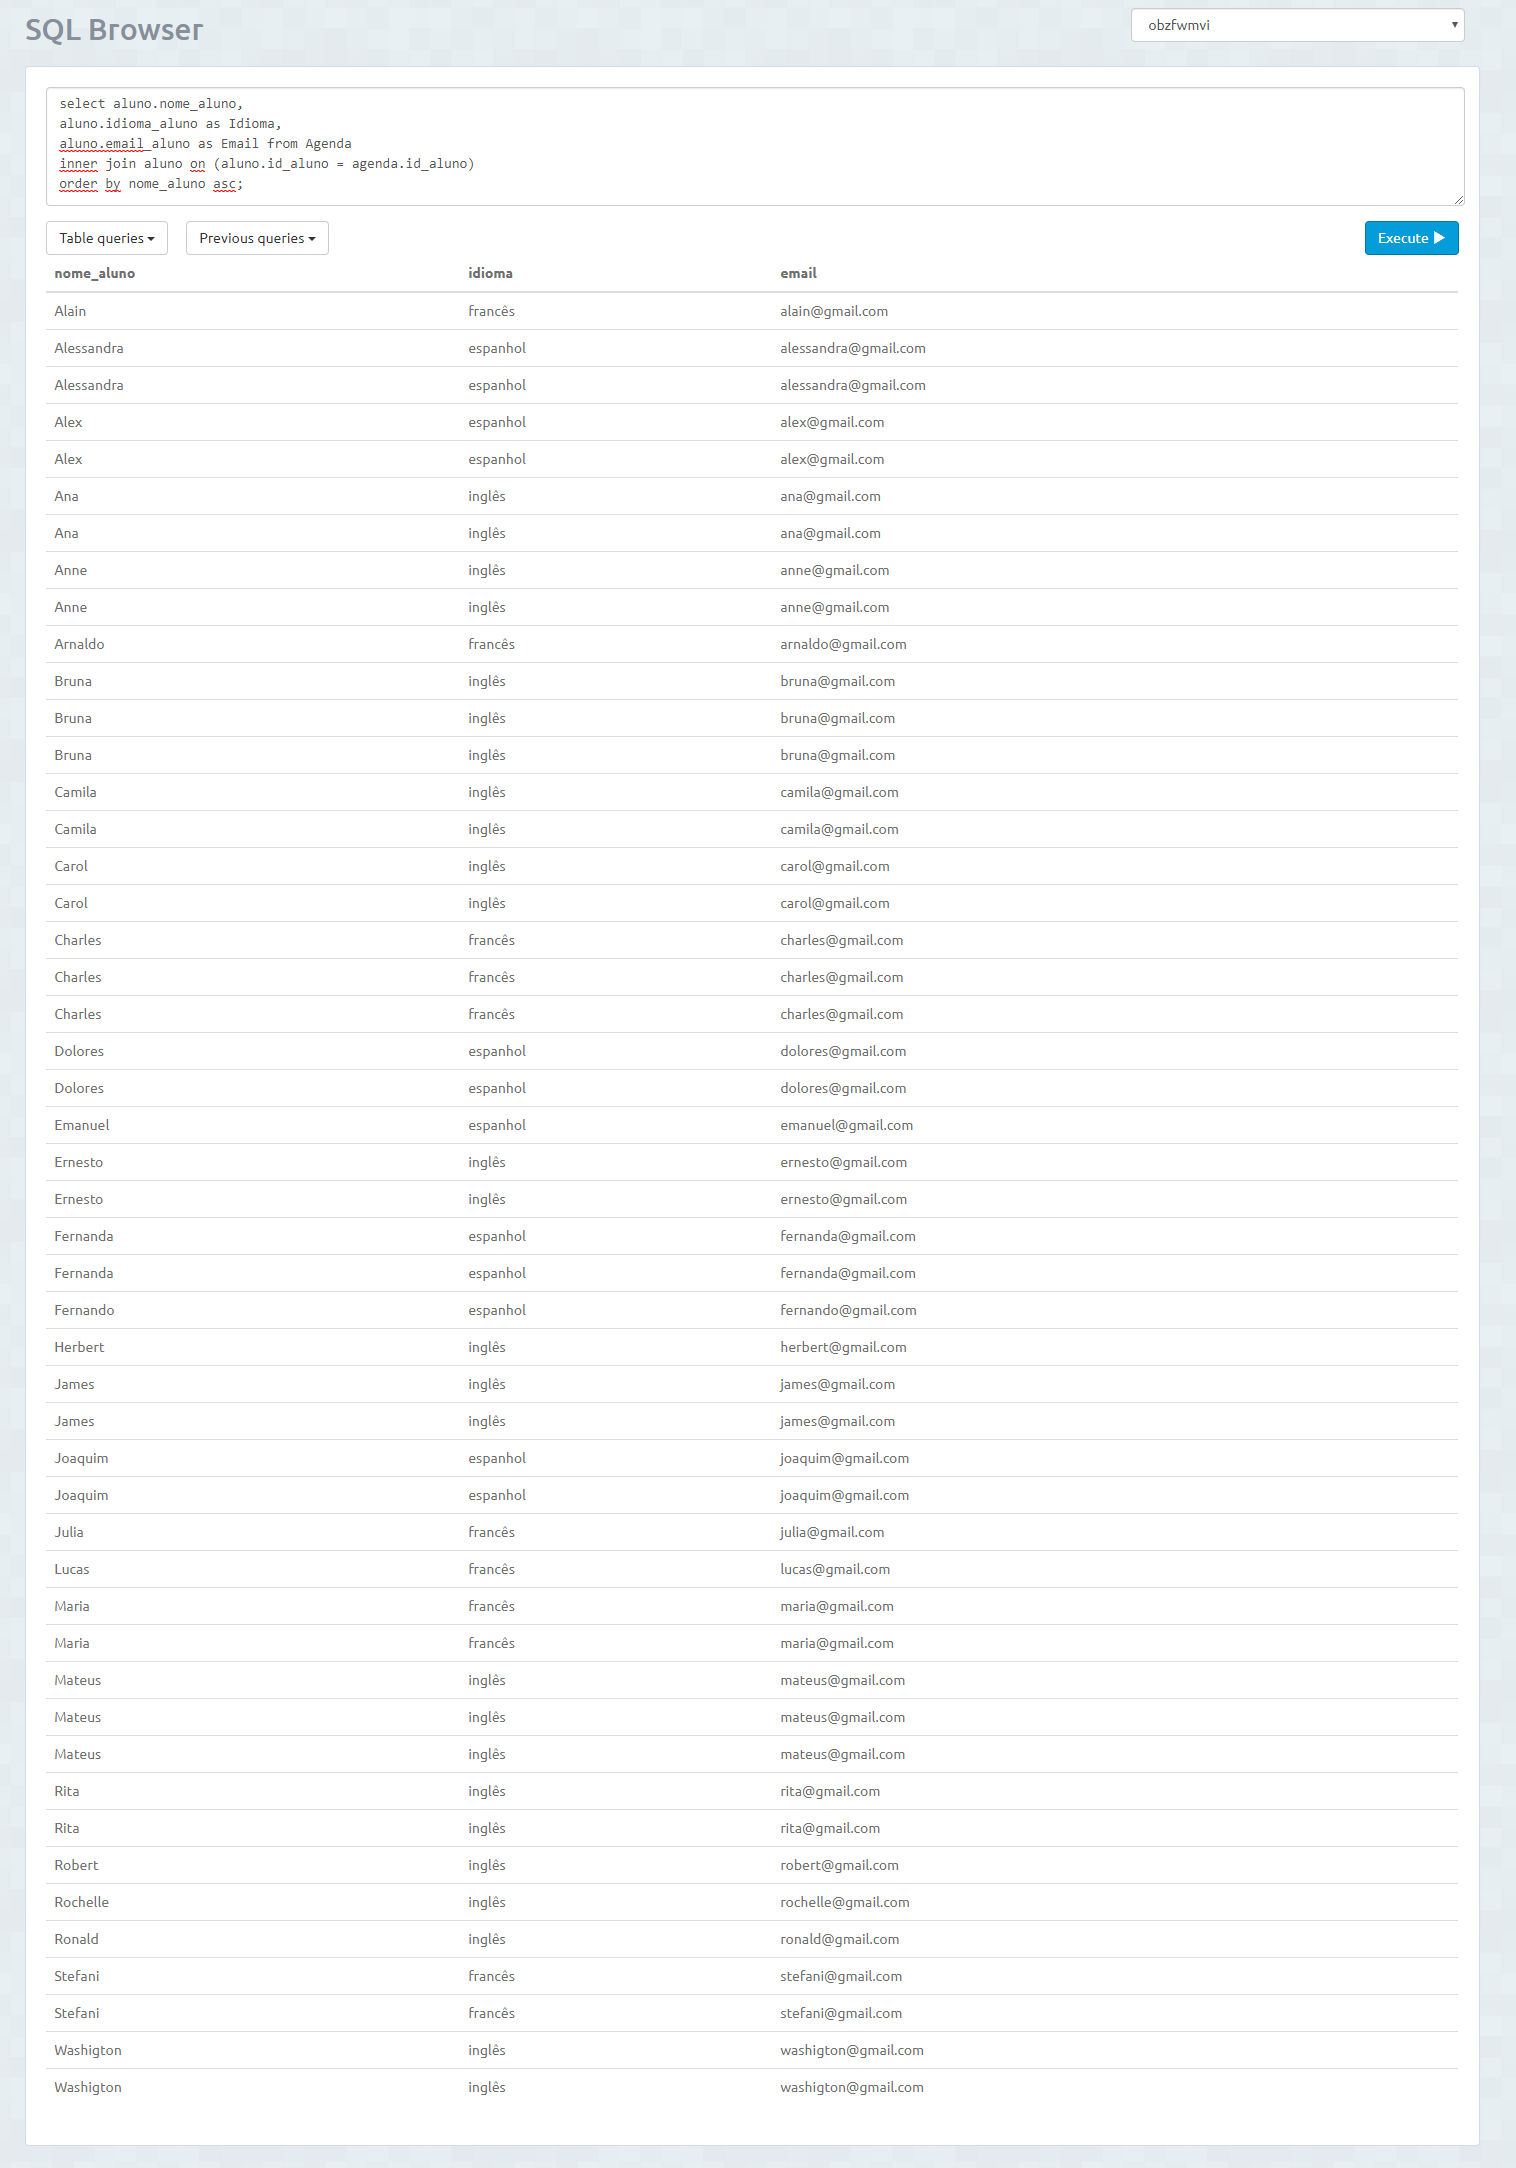 SQL Browser
obzfwmvi
select aluno.nome_aluno,
aluno.idioma_aluno as Idioma,
aluno.email_aluno as Email from Agenda
inner join aluno on (aluno.id_aluno = agenda.id_aluno)
order by nome_aluno asc;
Table queries Previous queries Execute
nome_aluno idioma email
Alain francês alain@gmail.com
Alessandra espanhol alessandra@gmail.com
Alessandra espanhol alessandra@gmail.com
Alex espanhol alex@gmail.com
Alex espanhol alex@gmail.com
Ana inglês ana@gmail.com
Ana inglês ana@gmail.com
Anne inglês anne@gmail.com
Anne inglês anne@gmail.com
Arnaldo francês arnaldo@gmail.com
Bruna inglês bruna@gmail.com
Bruna inglês bruna@gmail.com
Bruna inglês bruna@gmail.com
Camila inglês camila@gmail.com
Camila inglês camila@gmail.com
Carol inglês carol@gmail.com
Carol inglês carol@gmail.com
Charles francês charles@gmail.com
Charles francês charles@gmail.com
Charles francês charles@gmail.com
Dolores espanhol dolores@gmail.com
Dolores espanhol dolores@gmail.com
Emanuel espanhol emanuel@gmail.com
Ernesto inglês ernesto@gmail.com
Ernesto inglês ernesto@gmail.com
Fernanda espanhol fernanda@gmail.com
Fernanda espanhol fernanda@gmail.com
Fernando espanhol fernando@gmail.com
Herbert inglês herbert@gmail.com
James inglês james@gmail.com
James inglês james@gmail.com
Joaquim espanhol joaquim@gmail.com
Joaquim espanhol joaquim@gmail.com
Julia francês julia@gmail.com
Lucas francês lucas@gmail.com
Maria francês maria@gmail.com
Maria francês maria@gmail.com
Mateus inglês mateus@gmail.com
Mateus inglês mateus@gmail.com
Mateus inglês mateus@gmail.com
Rita inglês rita@gmail.com
Rita inglês rita@gmail.com
Robert inglês robert@gmail.com
Rochelle inglês rochelle@gmail.com
Ronald inglês ronald@gmail.com
Stefani francês stefani@gmail.com
Stefani francês stefani@gmail.com
Washigton inglês washigton@gmail.com
Washigton inglês washigton@gmail.com